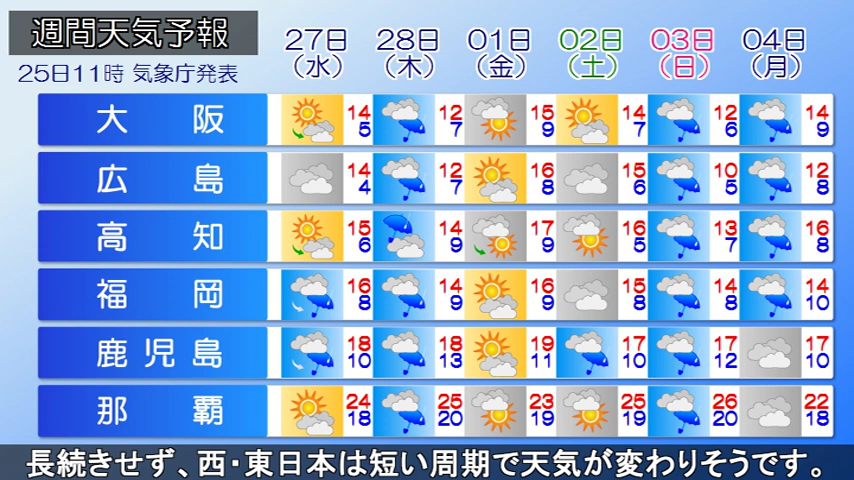 週間天気予報
25日11時 気象庁発表
27日 28日 01日 02日 03日 04日
(水) (木) (金) (土) (日) (月)
大阪 14 5 12 7 15 9 14 7 12 6 14 9
広島 14 4 12 7 16 8 15 6 10 5 12 8
高知 15 6 14 9 17 9 16 5 13 7 16 8
福岡 16 8 14 9 16 9 15 8 14 8 14 10
鹿児島 18 10 18 13 19 11 17 10 17 12 17 10
那覇 24 18 25 20 23 19 25 19 26 20 22 18
長続きせず、西・東日本は短い周期で天気が変わりそうです。